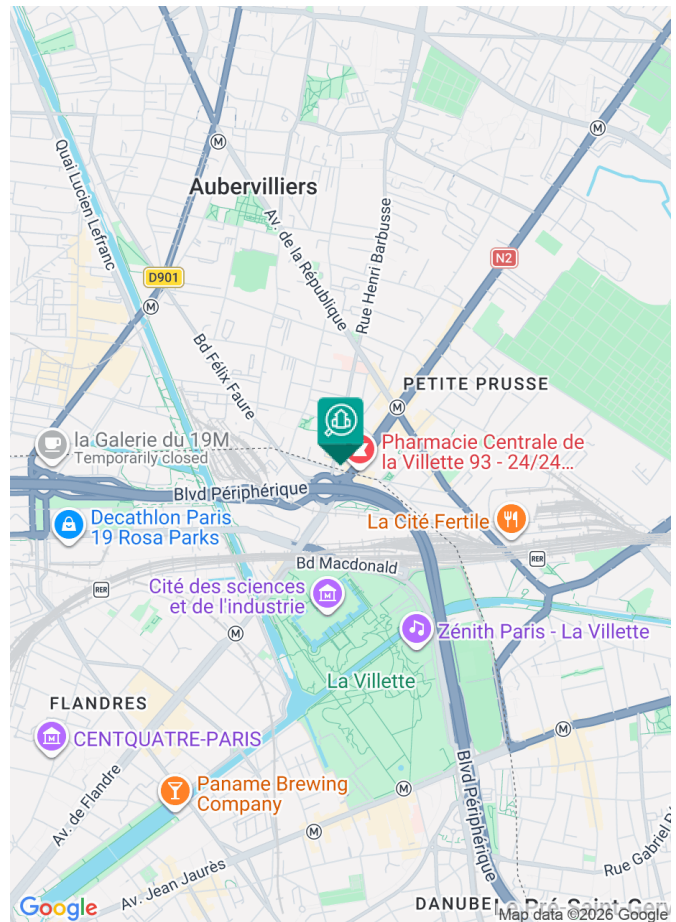 M
M
Quai Lucien Lefranc
Aubervilliers
Av. de la République
Rue Henri Barbusse
N2
D901
M
Bd Félix Faure
PETITE PRUSSE
M
la Galerie du 19M
Temporarily closed
Pharmacie Centrale de
la Villette 93 - 24/24...
Blvd Périphérique
Decathlon Paris
19 Rosa Parks
La Cité Fertile
RER
Bd Macdonald
RER
Cité des sciences
et de l'industrie
M
Zénith Paris - La Villette
La Villette
FLANDRES
M
CENTQUATRE-PARIS
Paname Brewing
Company
M
Blvd Périphérique
Av. de Flandre
M
Av. Jean Jaurès
Rue Gabriel
DANUBE
Le Pré-Saint-Gerv
Google
Map data ©2026 Google